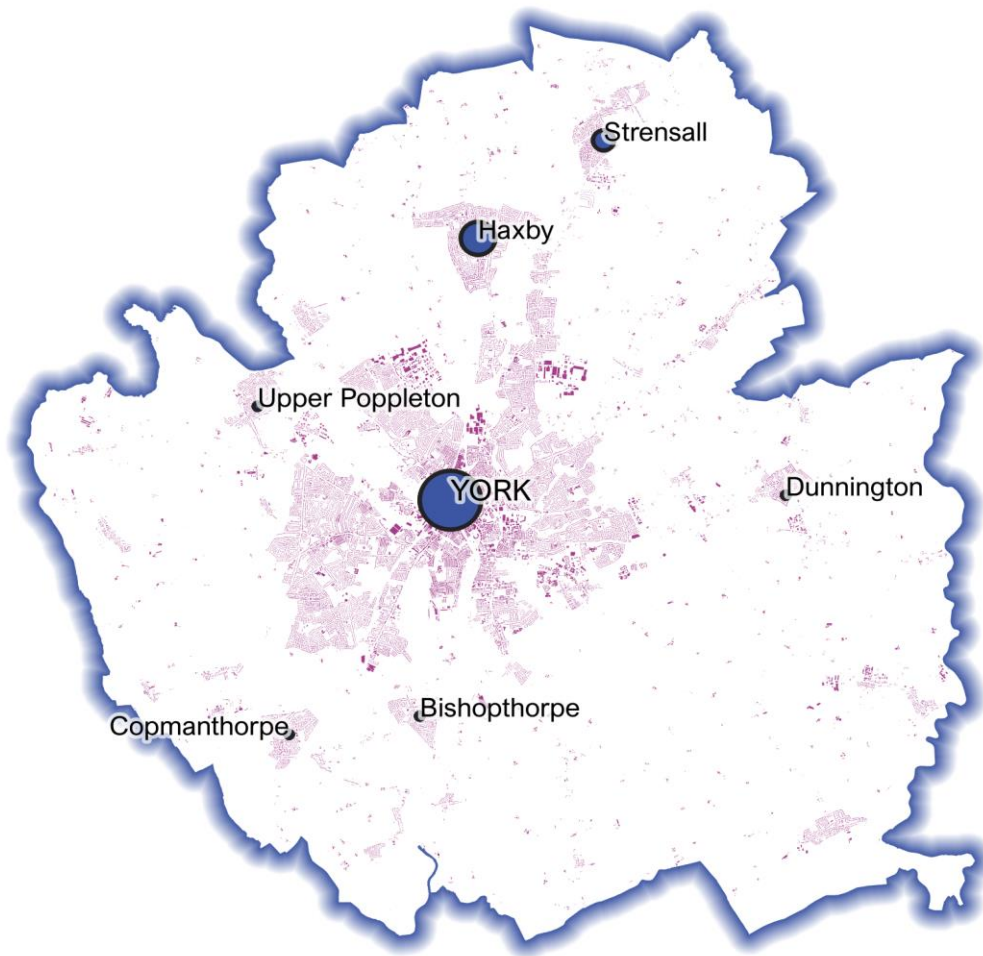 Strensall
Haxby
Upper Poppleton
YORK
Dunnington
Bishopthorpe
Copmanthorpe